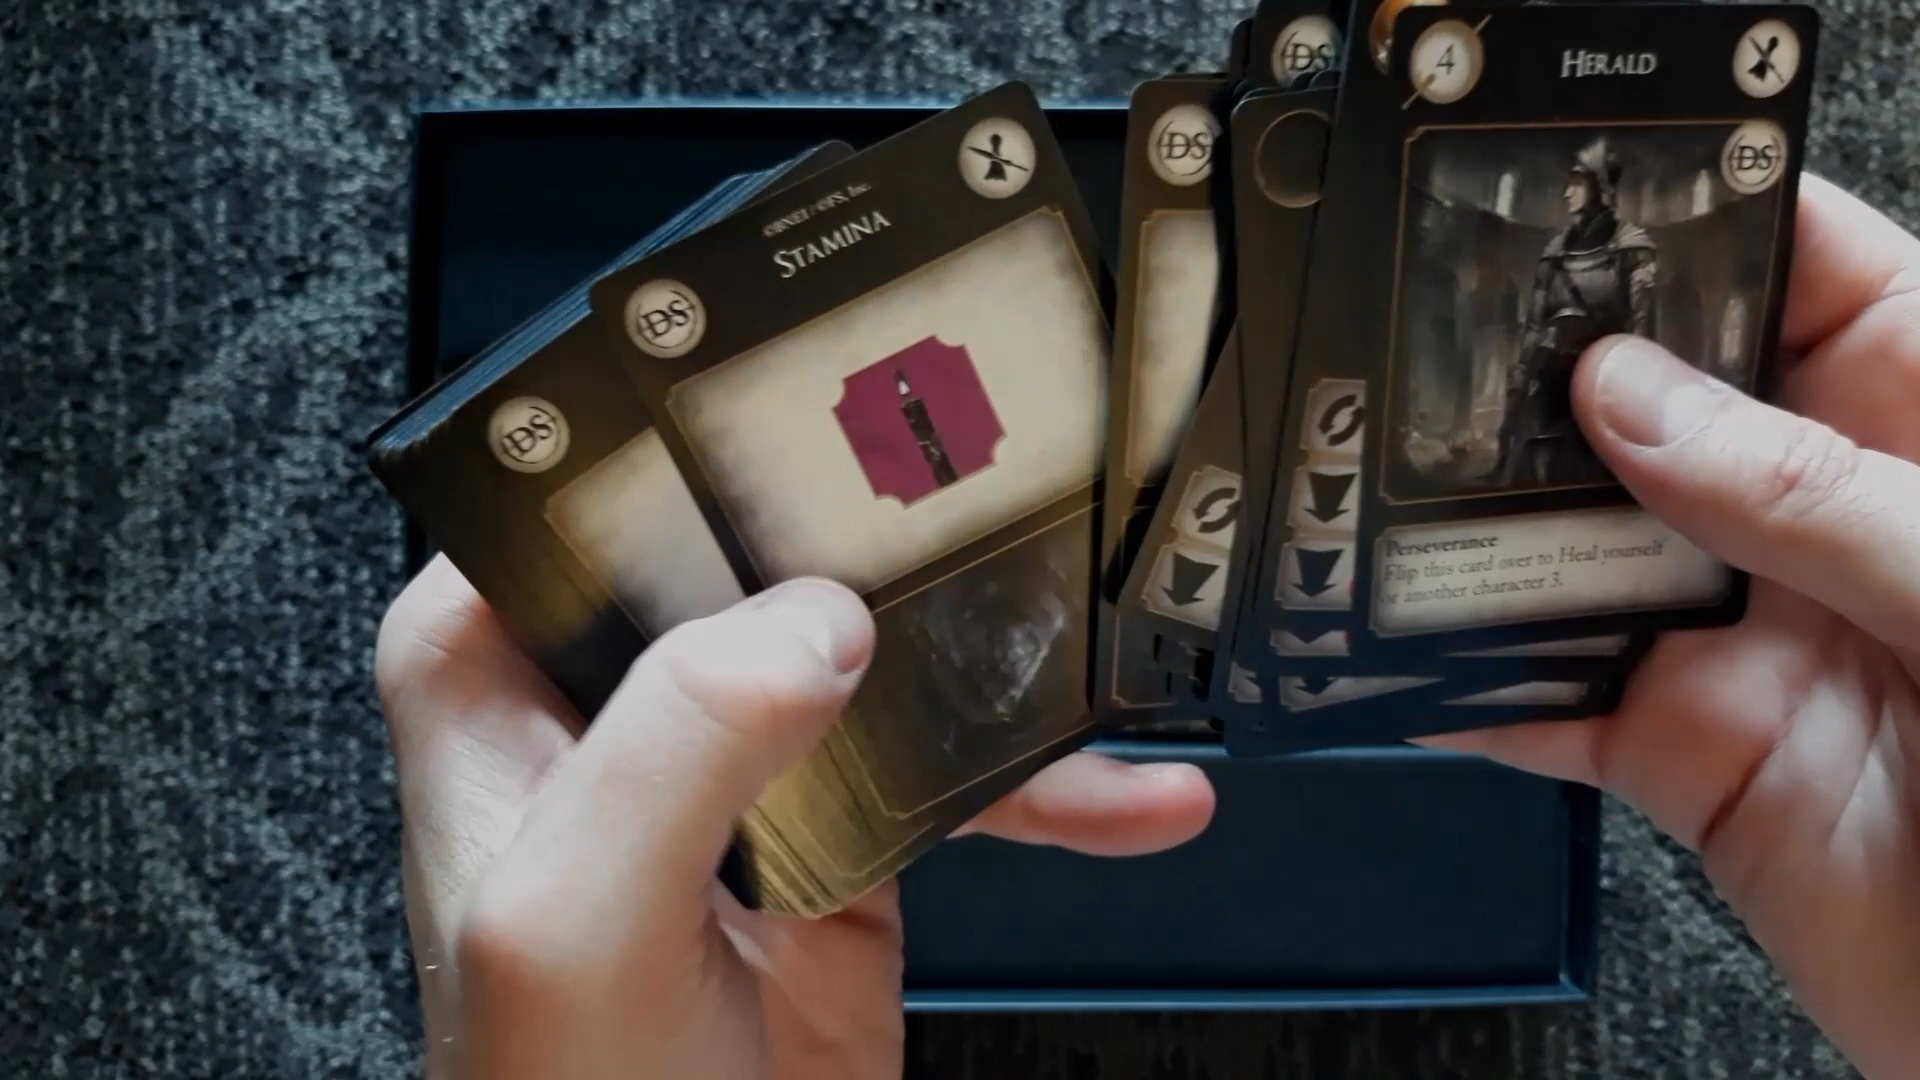 STAMINA
DS
DS
DS
DS
4
HERALD
DS
Perseverance
Flip this card over to Heal yourself
or another character 3.